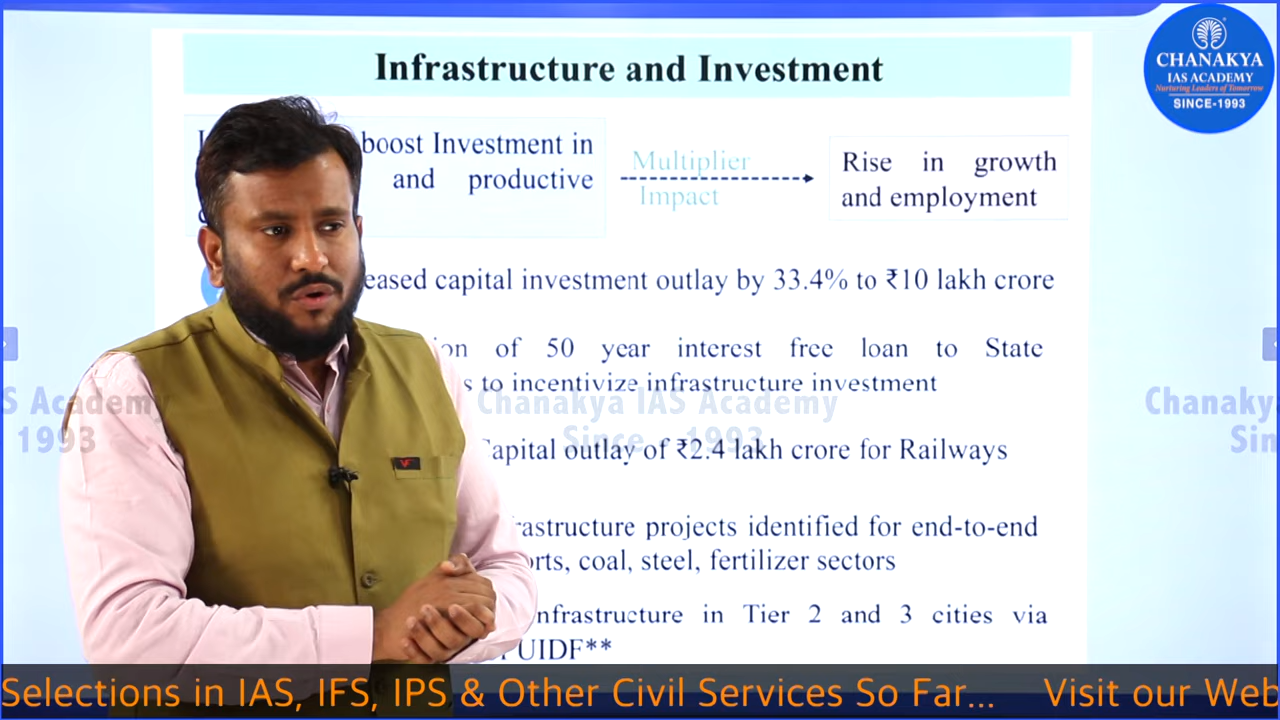 Infrastructure and Investment
CHANAKYA
IAS ACADEMY
Nurturing Leaders of Tomorrow
SINCE-1993
boost Investment in
and productive
Multiplier
Impact
Rise in growth
and employment
eased capital investment outlay by 33.4% to ₹10 lakh crore
on of 50 year interest free loan to State
s to incentivize infrastructure investment
S Academy
1993
Chanakya IAS Academy
Since - 1993
Chanaky
Sin
Capital outlay of ₹2.4 lakh crore for Railways
rastructure projects identified for end-to-end
orts, coal, steel, fertilizer sectors
nfrastructure in Tier 2 and 3 cities via
UIDF**
VF
Selections in IAS, IFS, IPS & Other Civil Services So Far... Visit our Web